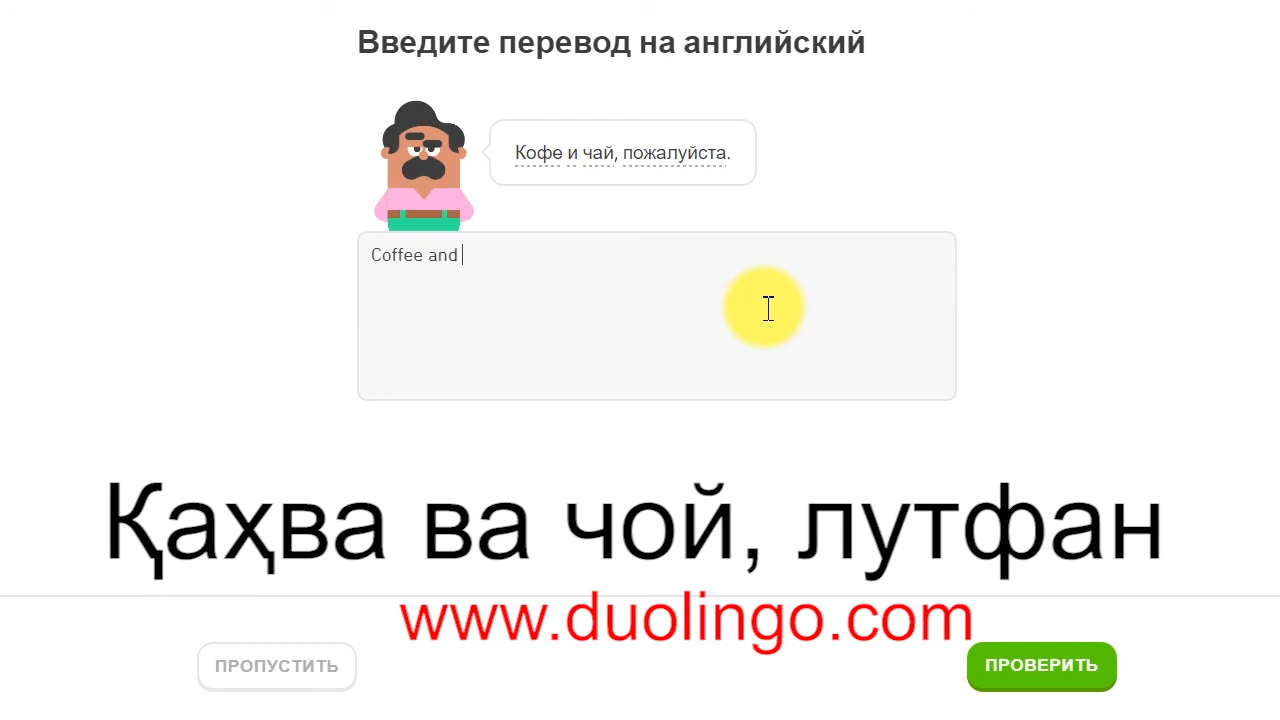 Введите перевод на английский
Кофе и чай, пожалуйста.
Coffee and
Қаҳва ва чой, лутфан
www.duolingo.com
ПРОПУСТИТЬ
ПРОВЕРИТЬ